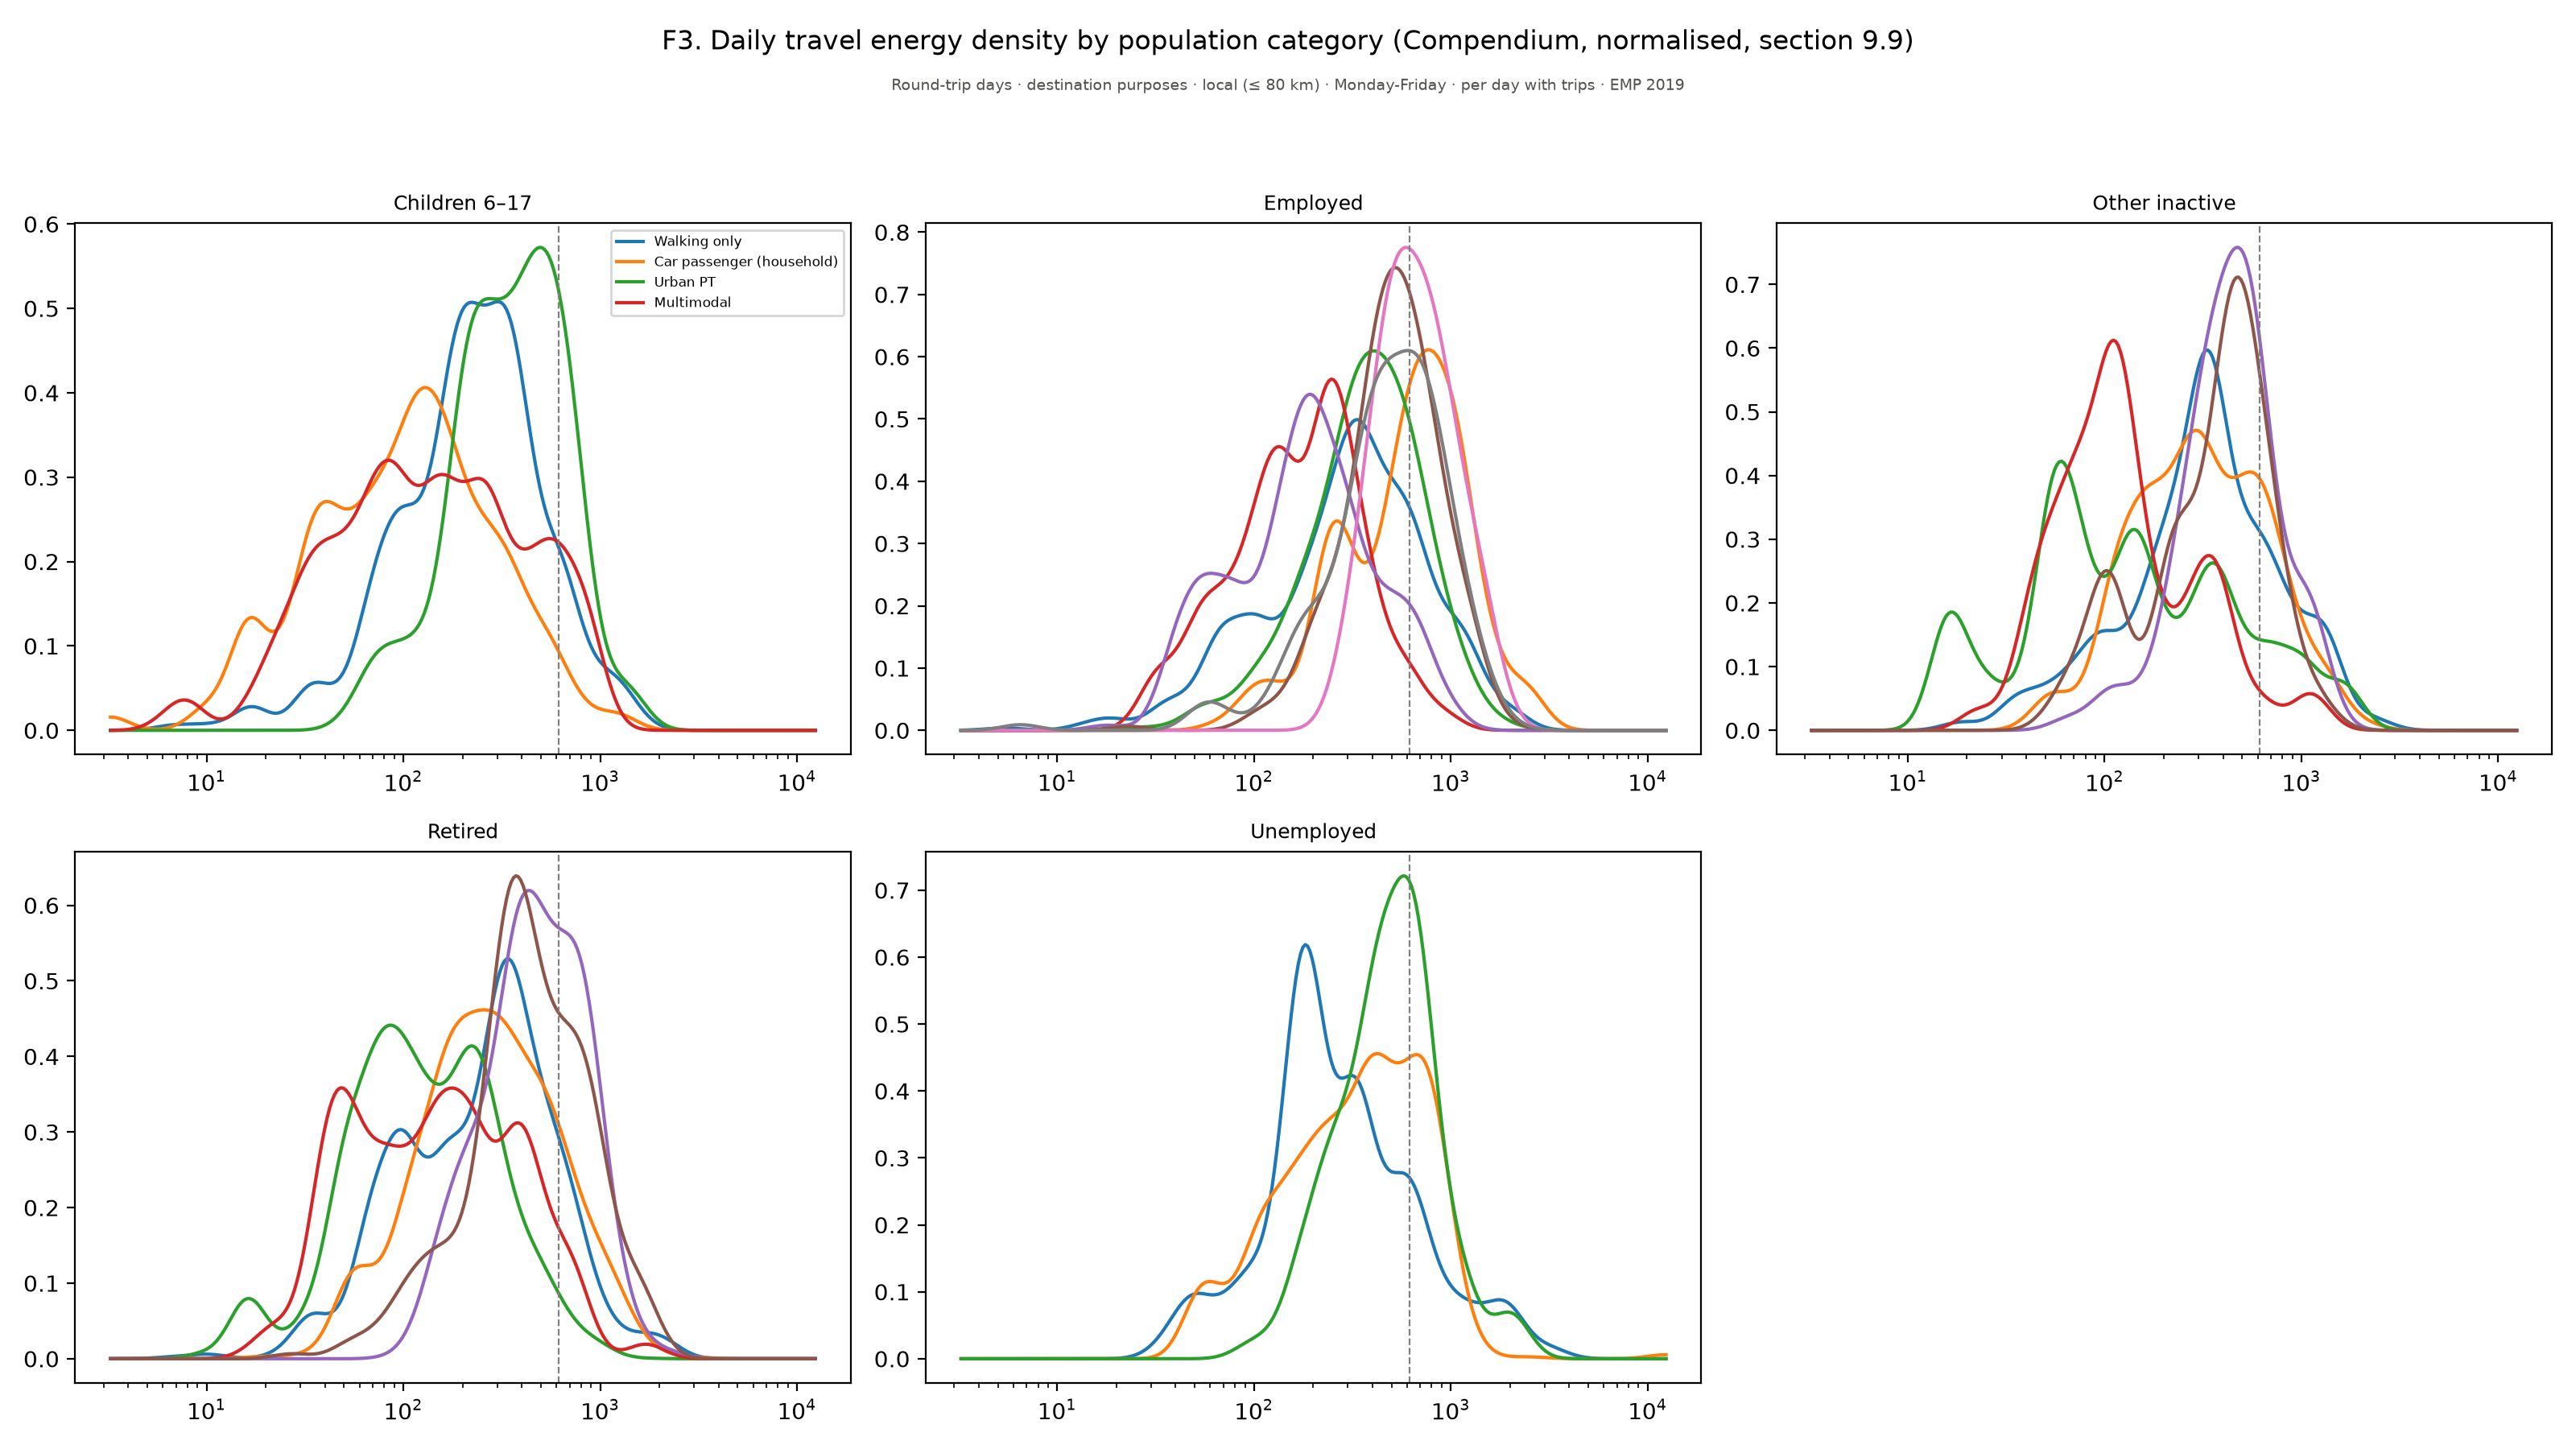 F3. Daily travel energy density by population category (Compendium, normalised, section 9.9)
Round-trip days · destination purposes · local (≤ 80 km) · Monday-Friday · per day with trips · EMP 2019
Children 6–17
0.6
0.5
0.4
0.3
0.2
0.1
0.0
Walking only
Car passenger (household)
Urban PT
Multimodal
10¹ 10² 10³ 10⁴
Employed
0.8
0.7
0.6
0.5
0.4
0.3
0.2
0.1
0.0
10¹ 10² 10³ 10⁴
Other inactive
0.7
0.6
0.5
0.4
0.3
0.2
0.1
0.0
10¹ 10² 10³ 10⁴
Retired
0.6
0.5
0.4
0.3
0.2
0.1
0.0
10¹ 10² 10³ 10⁴
Unemployed
0.7
0.6
0.5
0.4
0.3
0.2
0.1
0.0
10¹ 10² 10³ 10⁴